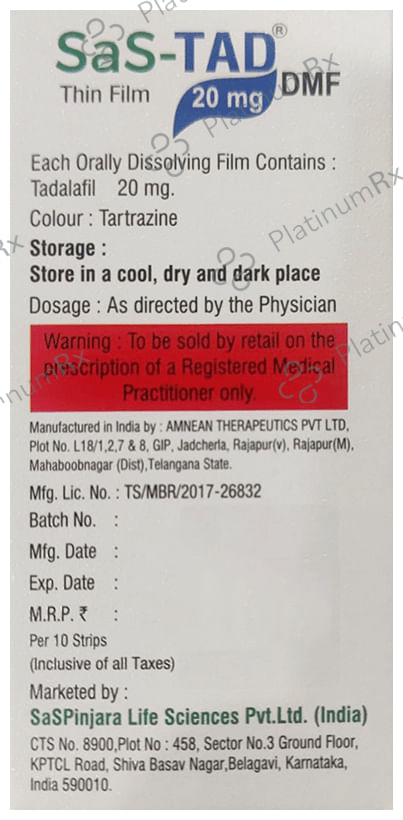 SaS-TAD®
Thin Film 20 mg DMF
Each Orally Dissolving Film Contains :
Tadalafil 20 mg.
Colour : Tartrazine
Storage :
Store in a cool, dry and dark place
Dosage : As directed by the Physician
Warning : To be sold by retail on the
prescription of a Registered Medical
Practitioner only.
Manufactured in India by : AMNEAN THERAPEUTICS PVT LTD,
Plot No. L18/1,2,7 & 8, GIP, Jadcherla, Rajapur(v), Rajapur(M),
Mahaboobnagar (Dist),Telangana State.
Mfg. Lic. No. : TS/MBR/2017-26832
Batch No. :
Mfg. Date :
Exp. Date :
M.R.P. ₹ :
Per 10 Strips
(Inclusive of all Taxes)
Marketed by :
SaSPinjara Life Sciences Pvt.Ltd. (India)
CTS No. 8900,Plot No : 458, Sector No.3 Ground Floor,
KPTCL Road, Shiva Basav Nagar,Belagavi, Karnataka,
India 590010.
PlatinumRx